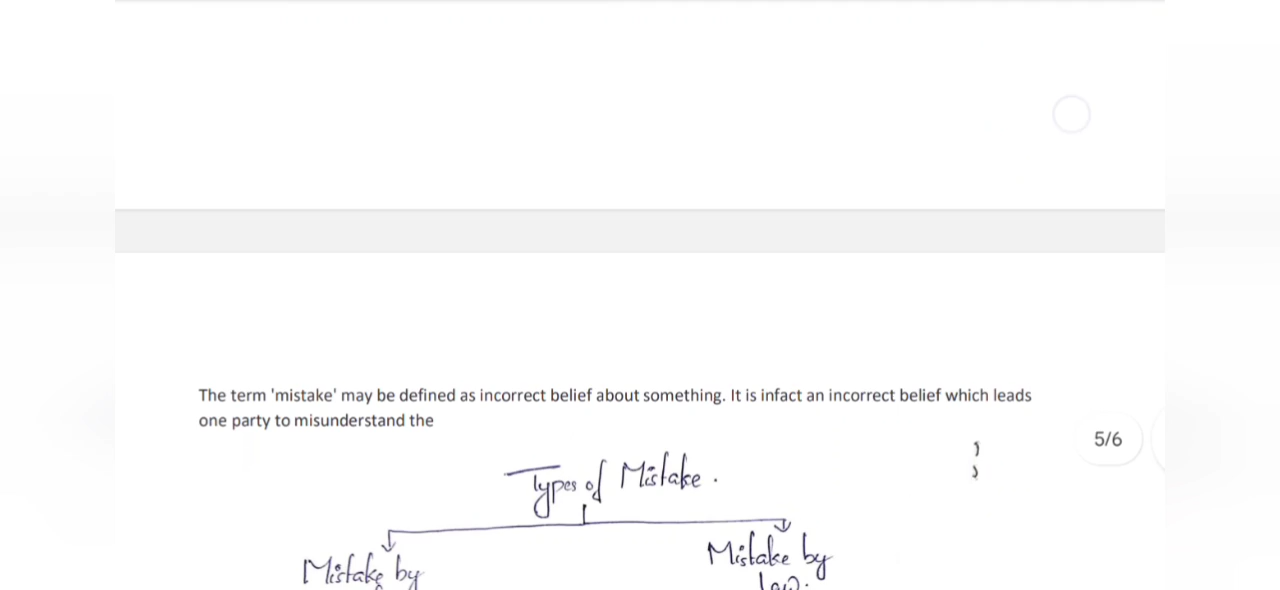 The term 'mistake' may be defined as incorrect belief about something. It is infact an incorrect belief which leads
one party to misunderstand the
5/6
Types of Mistake.
Mistake by
Mistake by
law.